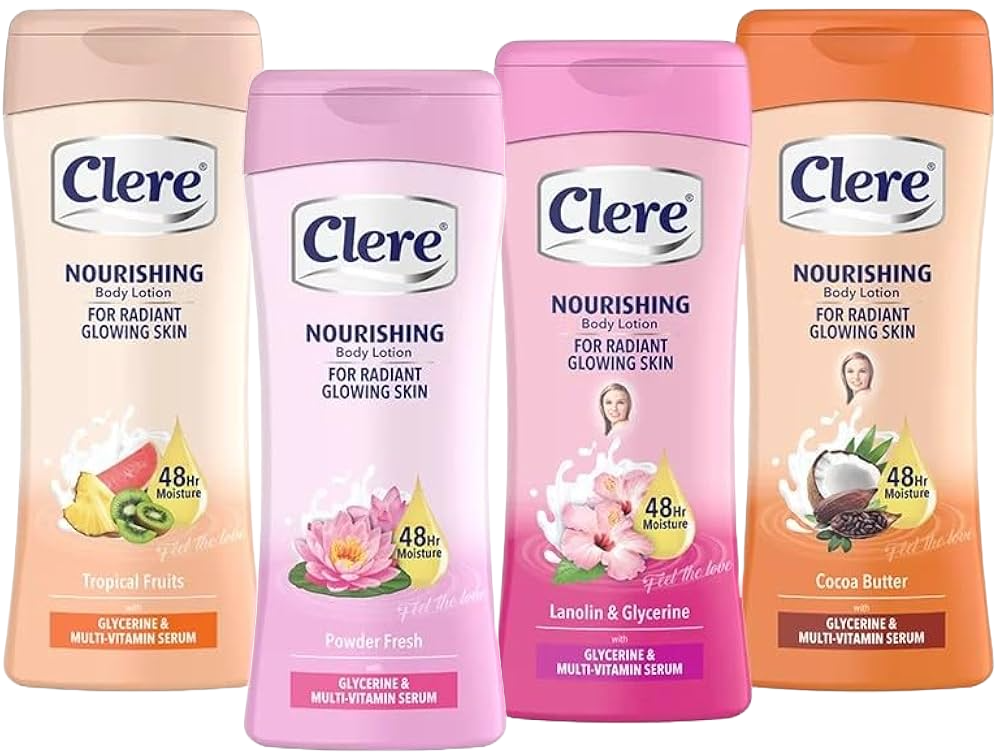 Clere®
NOURISHING
Body Lotion
FOR RADIANT
GLOWING SKIN
48Hr
Moisture
Feel the love
Tropical Fruits
with
GLYCERINE &
MULTI-VITAMIN SERUM
Clere®
NOURISHING
Body Lotion
FOR RADIANT
GLOWING SKIN
48Hr
Moisture
Feel the love
Powder Fresh
with
GLYCERINE &
MULTI-VITAMIN SERUM
Clere®
NOURISHING
Body Lotion
FOR RADIANT
GLOWING SKIN
48Hr
Moisture
Feel the love
Lanolin & Glycerine
with
GLYCERINE &
MULTI-VITAMIN SERUM
Clere®
NOURISHING
Body Lotion
FOR RADIANT
GLOWING SKIN
48Hr
Moisture
Feel the love
Cocoa Butter
with
GLYCERINE &
MULTI-VITAMIN SERUM